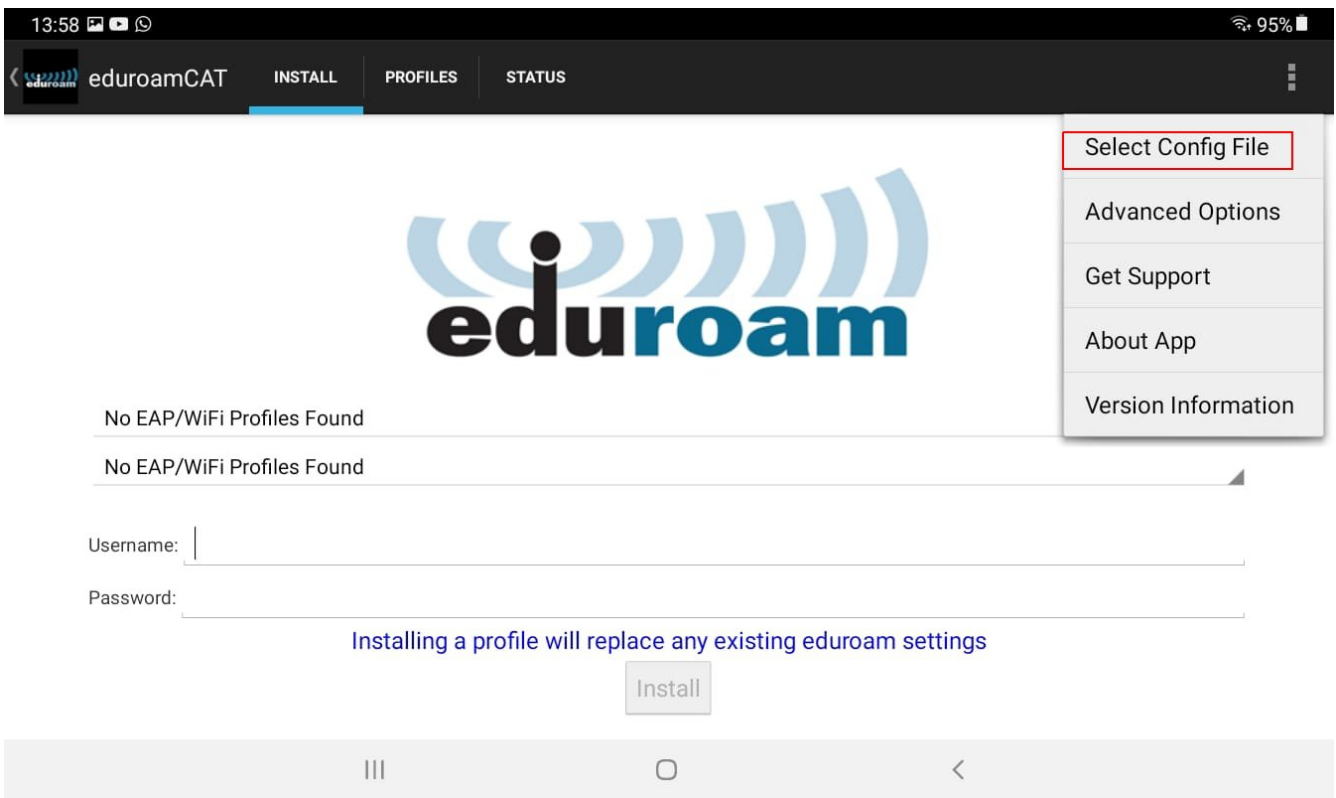 13:58 95%
eduroam eduroamCAT INSTALL PROFILES STATUS
Select Config File
Advanced Options
Get Support
About App
Version Information
eduroam
No EAP/WiFi Profiles Found
No EAP/WiFi Profiles Found
Username:
Password:
Installing a profile will replace any existing eduroam settings
Install